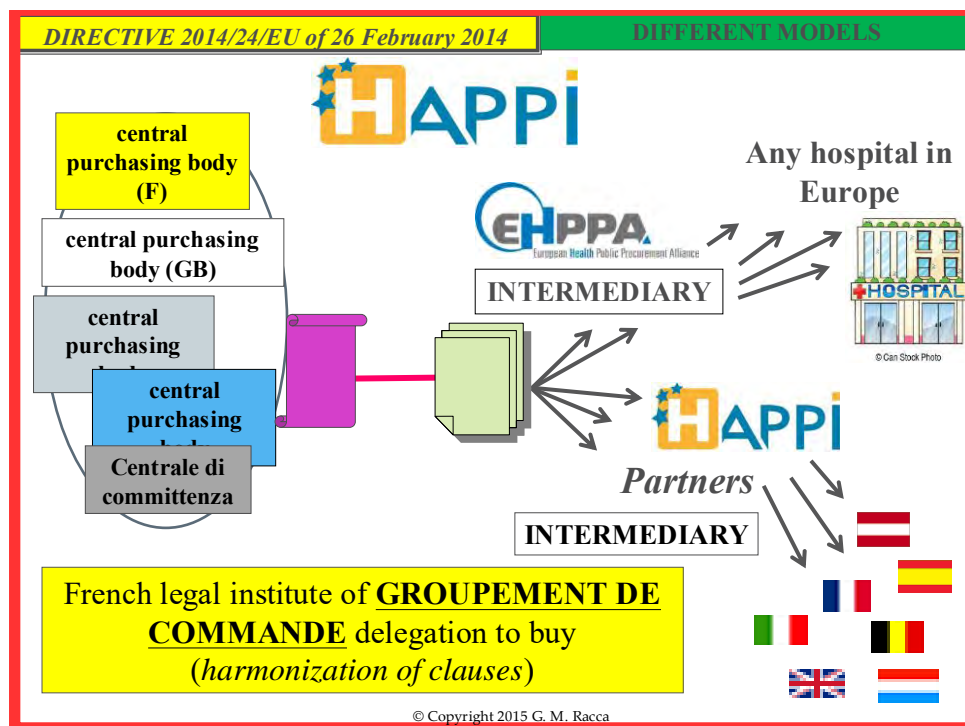 DIRECTIVE 2014/24/EU of 26 February 2014
DIFFERENT MODELS
HAPPI
central
purchasing body
(F)
central purchasing
body (GB)
central
purchasing
central
purchasing
Centrale di
committenza
EHPPA
European Health Public Procurement Alliance
INTERMEDIARY
Any hospital in
Europe
HOSPITAL
© Can Stock Photo
HAPPI
Partners
INTERMEDIARY
French legal institute of GROUPEMENT DE
COMMANDE delegation to buy
(harmonization of clauses)
© Copyright 2015 G. M. Racca